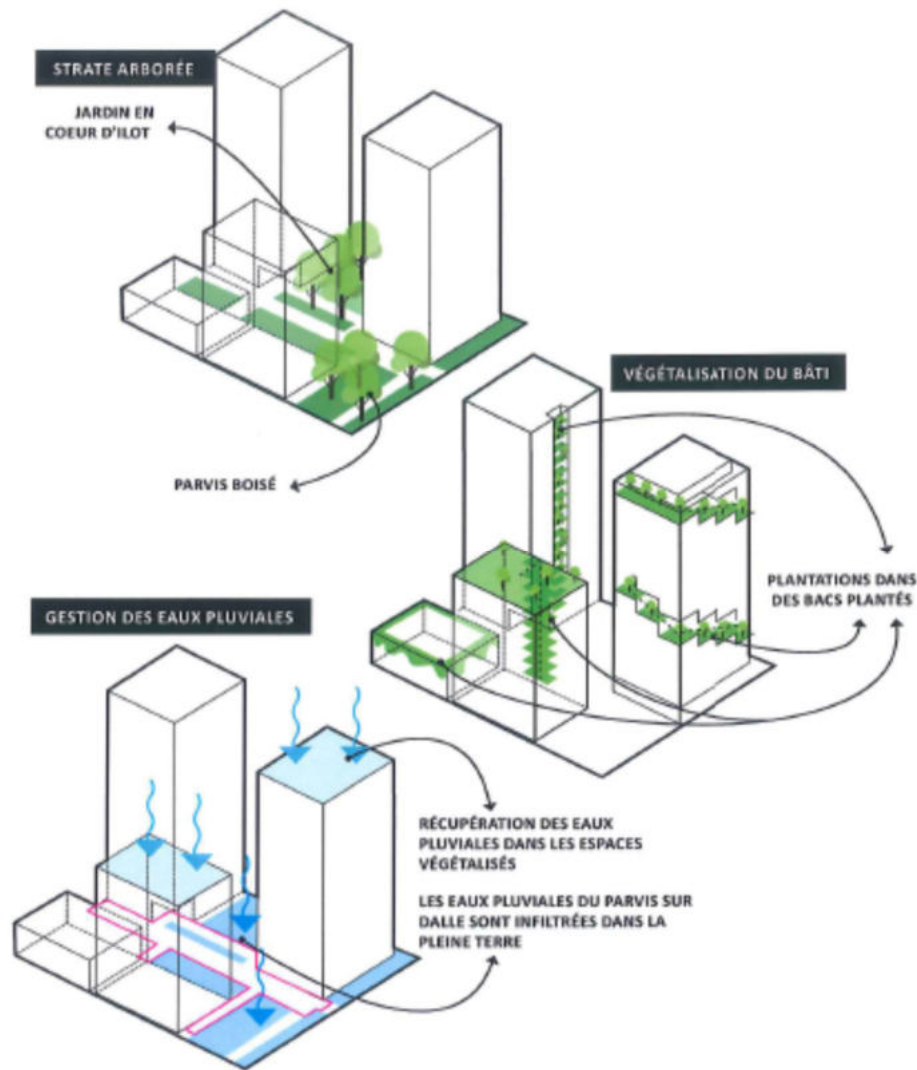 STRATE ARBORÉE
JARDIN EN
COEUR D'ILOT
PARVIS BOISÉ
VÉGÉTALISATION DU BÂTI
PLANTATIONS DANS
DES BACS PLANTÉS
GESTION DES EAUX PLUVIALES
RÉCUPÉRATION DES EAUX
PLUVIALES DANS LES ESPACES
VÉGÉTALISÉS
LES EAUX PLUVIALES DU PARVIS SUR
DALLE SONT INFILTRÉES DANS LA
PLEINE TERRE